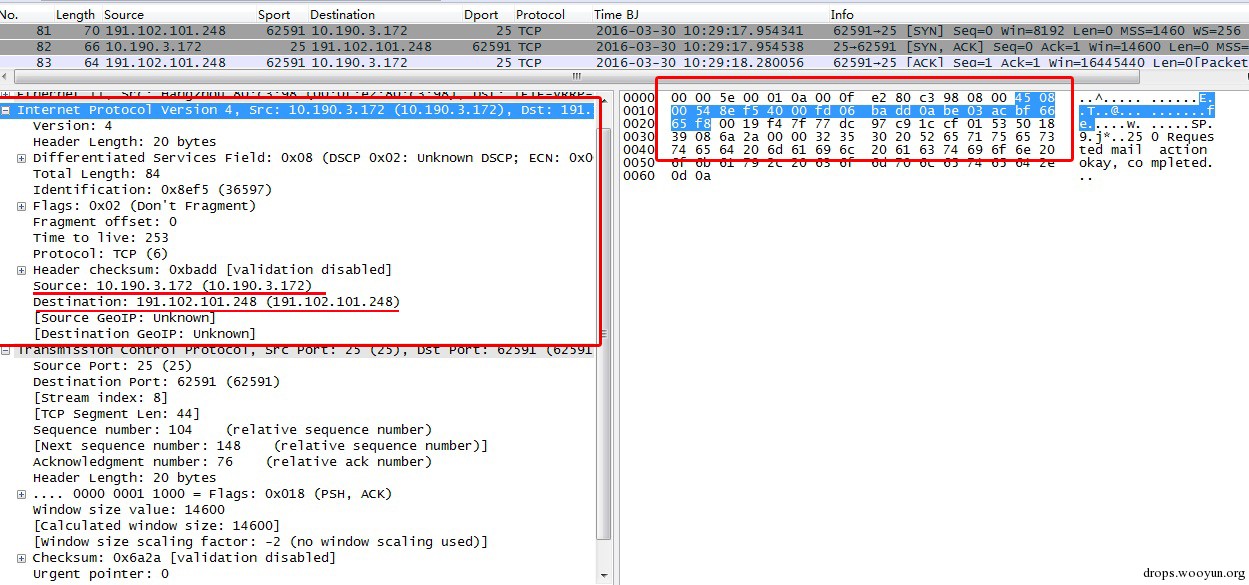 No. Length Source Sport Destination Dport Protocol Time BJ Info
81 70 191.102.101.248 62591 10.190.3.172 25 TCP 2016-03-30 10:29:17.954341 62591→25 [SYN] Seq=0 Win=8192 Len=0 MSS=1460 WS=256
82 66 10.190.3.172 25 191.102.101.248 62591 TCP 2016-03-30 10:29:17.954538 25→62591 [SYN, ACK] Seq=0 Ack=1 Win=14600 Len=0 MSS=
83 64 191.102.101.248 62591 10.190.3.172 25 TCP 2016-03-30 10:29:18.280056 62591→25 [ACK] Seq=1 Ack=1 Win=16445440 Len=0[Packet
Internet Protocol Version 4, Src: 10.190.3.172 (10.190.3.172), Dst: 191.
Version: 4
Header Length: 20 bytes
Differentiated Services Field: 0x08 (DSCP 0x02: Unknown DSCP; ECN: 0x0
Total Length: 84
Identification: 0x8ef5 (36597)
Flags: 0x02 (Don't Fragment)
Fragment offset: 0
Time to live: 253
Protocol: TCP (6)
Header checksum: 0xbadd [validation disabled]
Source: 10.190.3.172 (10.190.3.172)
Destination: 191.102.101.248 (191.102.101.248)
[Source GeoIP: Unknown]
[Destination GeoIP: Unknown]
Transmission Control Protocol, Src Port: 25 (25), Dst Port: 62591 (62591
Source Port: 25 (25)
Destination Port: 62591 (62591)
[Stream index: 8]
[TCP Segment Len: 44]
Sequence number: 104 (relative sequence number)
[Next sequence number: 148 (relative sequence number)]
Acknowledgment number: 76 (relative ack number)
Header Length: 20 bytes
.... 0000 0001 1000 = Flags: 0x018 (PSH, ACK)
Window size value: 14600
[Calculated window size: 14600]
[Window size scaling factor: -2 (no window scaling used)]
Checksum: 0x6a2a [validation disabled]
Urgent pointer: 0
0000 00 00 5e 00 01 0a 00 0f e2 80 c3 98 08 00 45 08 ..^..... ......E.
0010 00 54 8e f5 40 00 fd 06 ba dd 0a be 03 ac bf 66 .T..@... .......f
0020 65 f8 00 19 f4 7f 77 dc 97 c9 1c cf 01 53 50 18 e.....w. .....SP.
0030 39 08 6a 2a 00 00 32 35 30 20 52 65 71 75 65 73 9.j*..25 0 Reques
0040 74 65 64 20 6d 61 69 6c 20 61 63 74 69 6f 6e 20 ted mail action
0050 6f 6b 61 79 2c 20 63 6f 6d 70 6c 65 74 65 64 2e okay, co mpleted.
0060 0d 0a ..
drops.wooyun.org